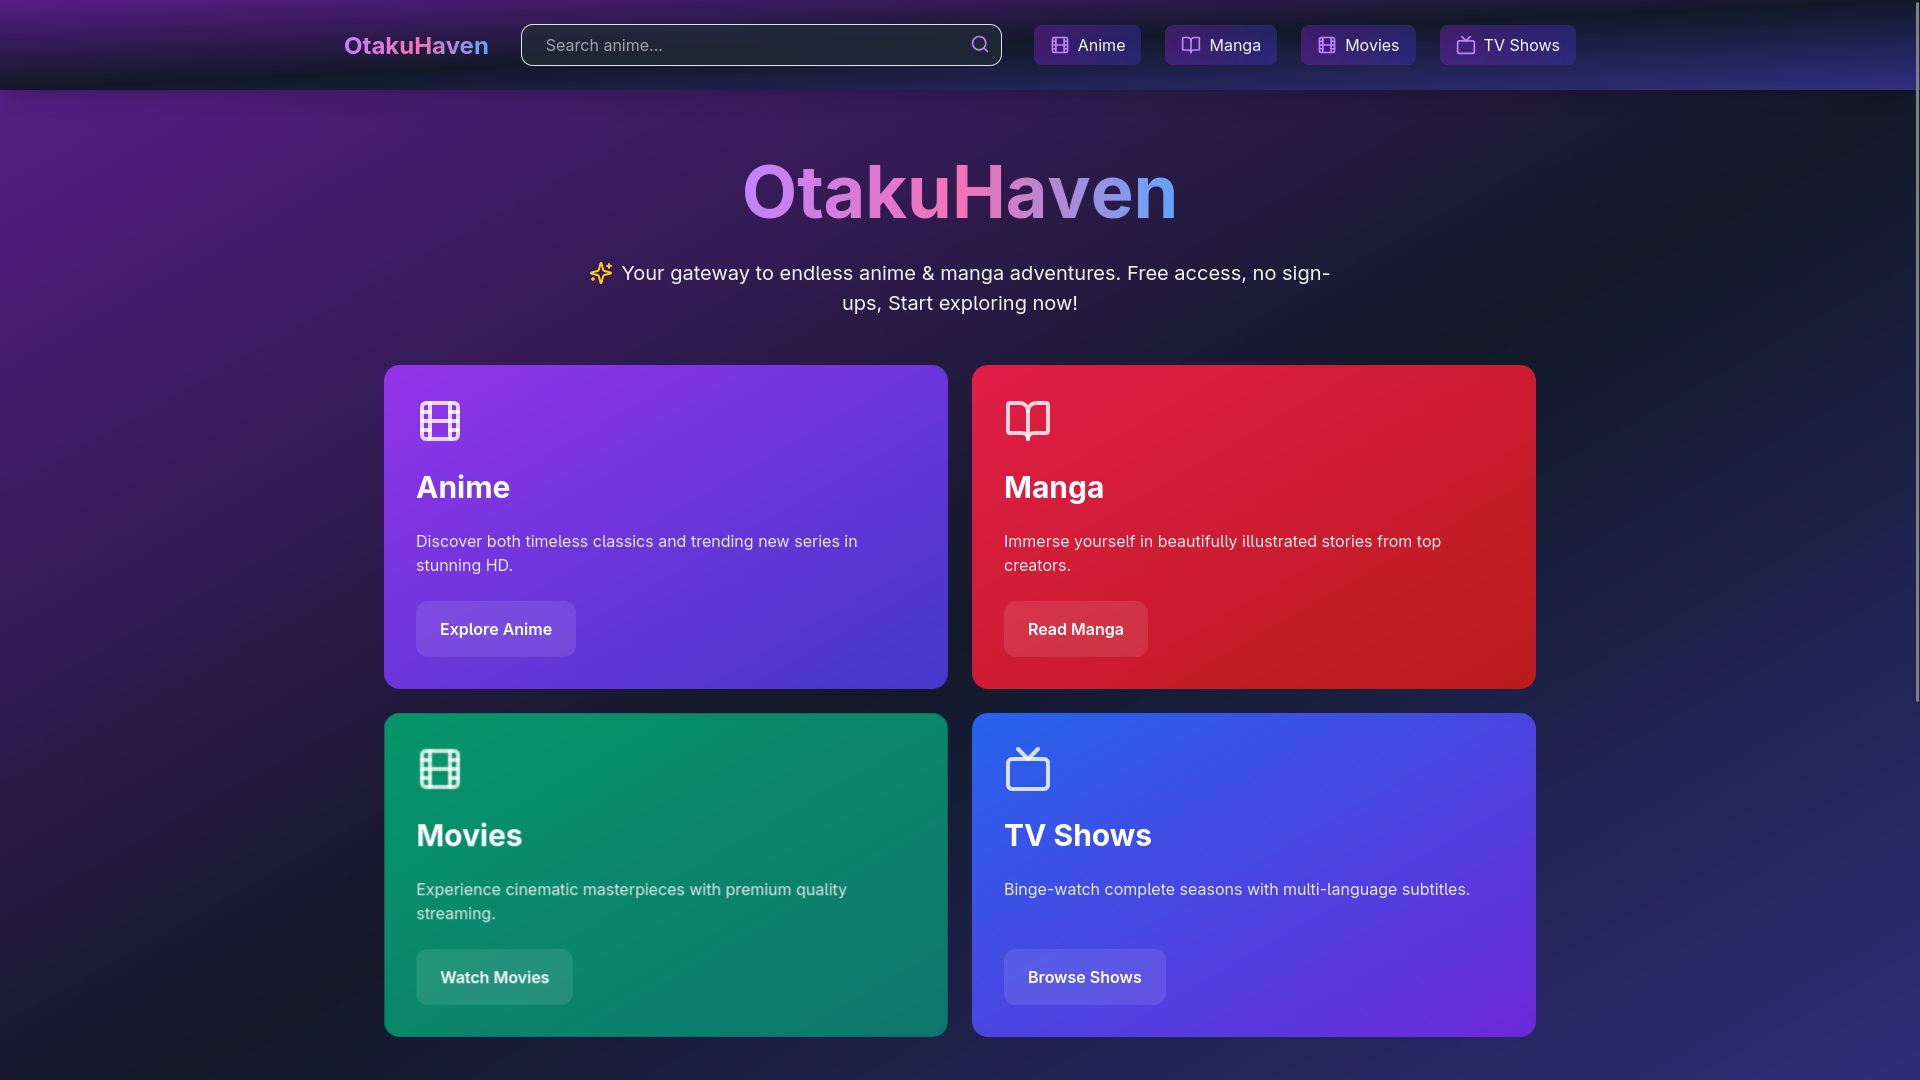 OtakuHaven
Search anime...
Anime
Manga
Movies
TV Shows
OtakuHaven
✨ Your gateway to endless anime & manga adventures. Free access, no sign-
ups, Start exploring now!
Anime
Discover both timeless classics and trending new series in
stunning HD.
Explore Anime
Manga
Immerse yourself in beautifully illustrated stories from top
creators.
Read Manga
Movies
Experience cinematic masterpieces with premium quality
streaming.
Watch Movies
TV Shows
Binge-watch complete seasons with multi-language subtitles.
Browse Shows